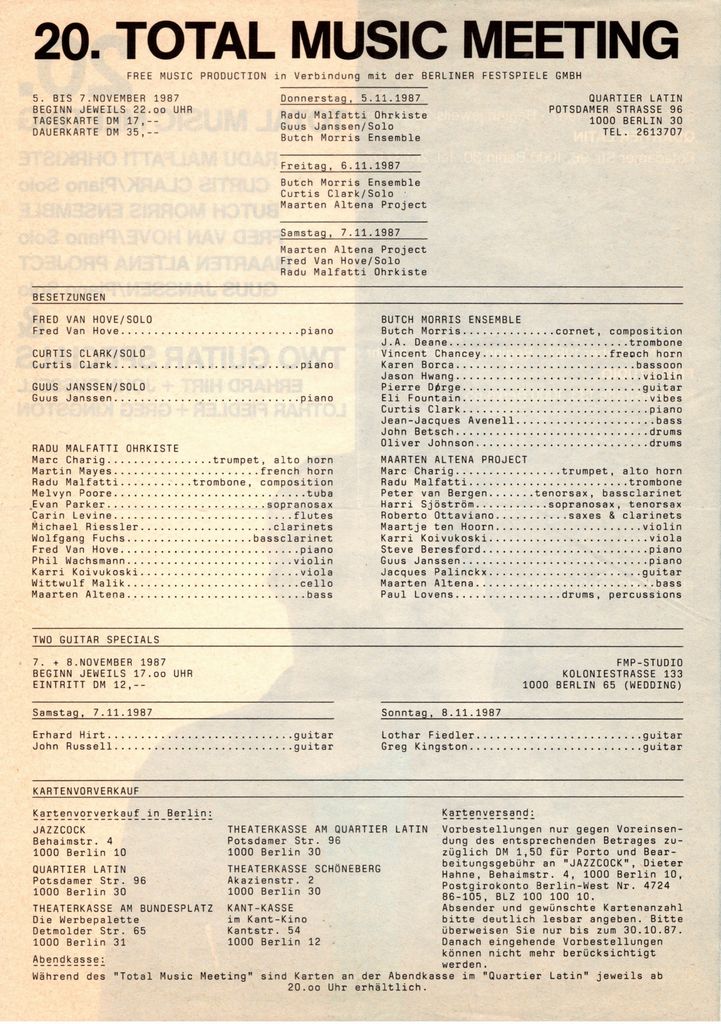 20. TOTAL MUSIC MEETING
FREE MUSIC PRODUCTION in Verbindung mit der BERLINER FESTSPIELE GMBH
5. BIS 7.NOVEMBER 1987
BEGINN JEWEILS 22.oo UHR
TAGESKARTE DM 17,--
DAUERKARTE DM 35,--
Donnerstag, 5.11.1987
Radu Malfatti Ohrkiste
Guus Janssen/Solo
Butch Morris Ensemble
Freitag, 6.11.1987
Butch Morris Ensemble
Curtis Clark/Solo
Maarten Altena Project
Samstag, 7.11.1987
Maarten Altena Project
Fred Van Hove/Solo
Radu Malfatti Ohrkiste
QUARTIER LATIN
POTSDAMER STRASSE 96
1000 BERLIN 30
TEL. 2613707
BESETZUNGEN
FRED VAN HOVE/SOLO
Fred Van Hove..........................piano
CURTIS CLARK/SOLO
Curtis Clark...........................piano
GUUS JANSSEN/SOLO
Guus Janssen...........................piano
RADU MALFATTI OHRKISTE
Marc Charig...............trumpet, alto horn
Martin Mayes.....................french horn
Radu Malfatti..........trombone, composition
Melvyn Poore............................tuba
Evan Parker.......................sopranosax
Carin Levine..........................flutes
Michael Riessler...................clarinets
Wolfgang Fuchs..................bassclarinet
Fred Van Hove..........................piano
Phil Wachsmann........................violin
Karri Koivukoski.......................viola
Wittwulf Malik.........................cello
Maarten Altena..........................bass
BUTCH MORRIS ENSEMBLE
Butch Morris.............cornet, composition
J.A. Deane..........................trombone
Vincent Chancey..................french horn
Karen Borca..........................bassoon
Jason Hwang...........................violin
Pierre Dørge..........................guitar
Eli Fountain...........................vibes
Curtis Clark...........................piano
Jean-Jacques Avenell....................bass
John Betsch............................drums
Oliver Johnson.........................drums
MAARTEN ALTENA PROJECT
Marc Charig...............trumpet, alto horn
Radu Malfatti.......................trombone
Peter van Bergen.......tenorsax, bassclarinet
Harri Sjöström..........sopranosax, tenorsax
Roberto Ottaviano..........saxes & clarinets
Maartje ten Hoorn.....................violin
Karri Koivukoski.......................viola
Steve Beresford........................piano
Guus Janssen...........................piano
Jacques Palinckx......................guitar
Maarten Altena..........................bass
Paul Lovens...............drums, percussions
TWO GUITAR SPECIALS
7. + 8.NOVEMBER 1987
BEGINN JEWEILS 17.oo UHR
EINTRITT DM 12,--
FMP-STUDIO
KOLONIESTRASSE 133
1000 BERLIN 65 (WEDDING)
Samstag, 7.11.1987
Erhard Hirt...........................guitar
John Russell..........................guitar
Sonntag, 8.11.1987
Lothar Fiedler........................guitar
Greg Kingston.........................guitar
KARTENVORVERKAUF
Kartenvorverkauf in Berlin:
JAZZCOCK
Behaimstr. 4
1000 Berlin 10
QUARTIER LATIN
Potsdamer Str. 96
1000 Berlin 30
THEATERKASSE AM BUNDESPLATZ
Die Werbepalette
Detmolder Str. 65
1000 Berlin 31
THEATERKASSE AM QUARTIER LATIN
Potsdamer Str. 96
1000 Berlin 30
THEATERKASSE SCHÖNEBERG
Akazienstr. 2
1000 Berlin 30
KANT-KASSE
im Kant-Kino
Kantstr. 54
1000 Berlin 12
Kartenversand:
Vorbestellungen nur gegen Voreinsen-
dung des entsprechenden Betrages zu-
züglich DM 1,50 für Porto und Bear-
beitungsgebühr an "JAZZCOCK", Dieter
Hahne, Behaimstr. 4, 1000 Berlin 10,
Postgirokonto Berlin-West Nr. 4724
86-105, BLZ 100 100 10.
Absender und gewünschte Kartenanzahl
bitte deutlich lesbar angeben. Bitte
überweisen Sie nur bis zum 30.10.87.
Danach eingehende Vorbestellungen
können nicht mehr berücksichtigt
werden.
Abendkasse:
Während des "Total Music Meeting" sind Karten an der Abendkasse im "Quartier Latin" jeweils ab
20.oo Uhr erhältlich.